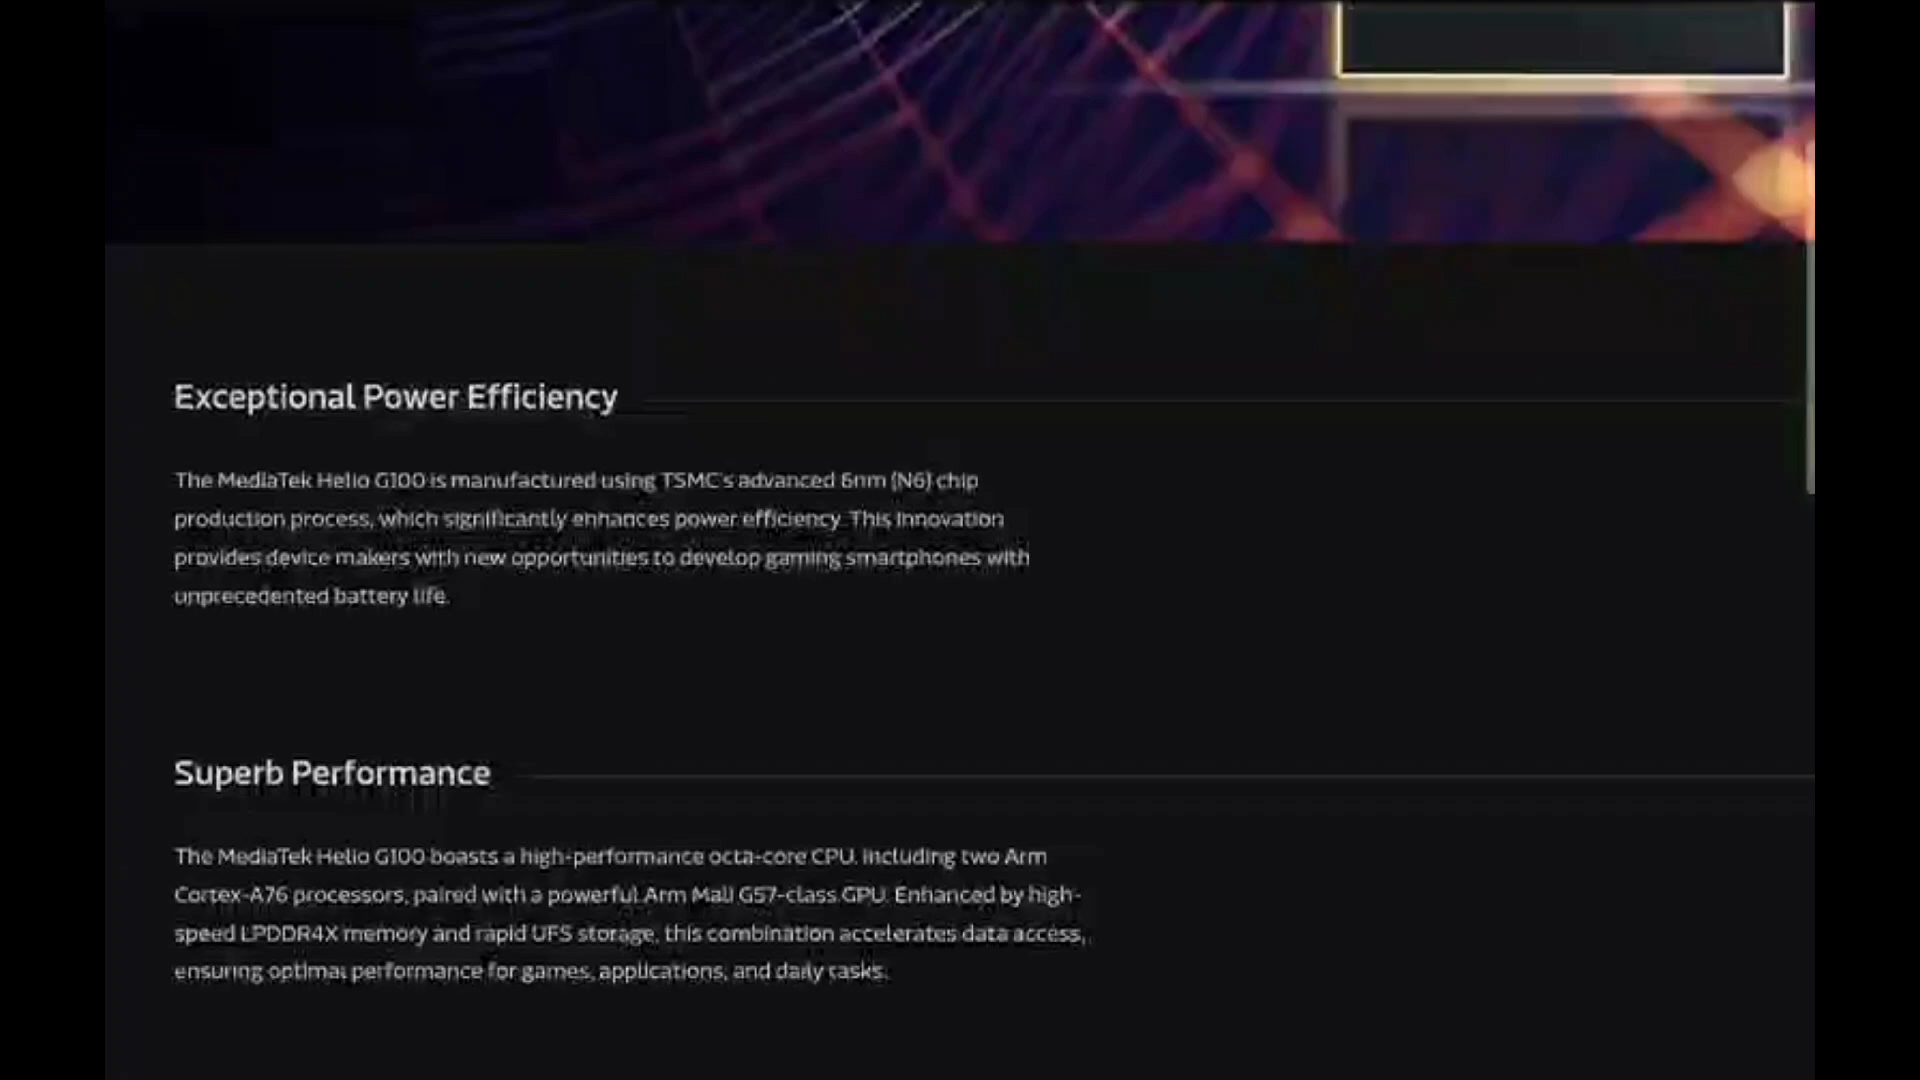 Exceptional Power Efficiency
The MediaTek Helio G100 is manufactured using TSMC's advanced 6nm (N6) chip
production process, which significantly enhances power efficiency. This innovation
provides device makers with new opportunities to develop gaming smartphones with
unprecedented battery life.
Superb Performance
The MediaTek Helio G100 boasts a high-performance octa-core CPU, including two Arm
Cortex-A76 processors, paired with a powerful Arm Mali G57-class GPU. Enhanced by high-
speed LPDDR4X memory and rapid UFS storage, this combination accelerates data access,
ensuring optimal performance for games, applications, and daily tasks.